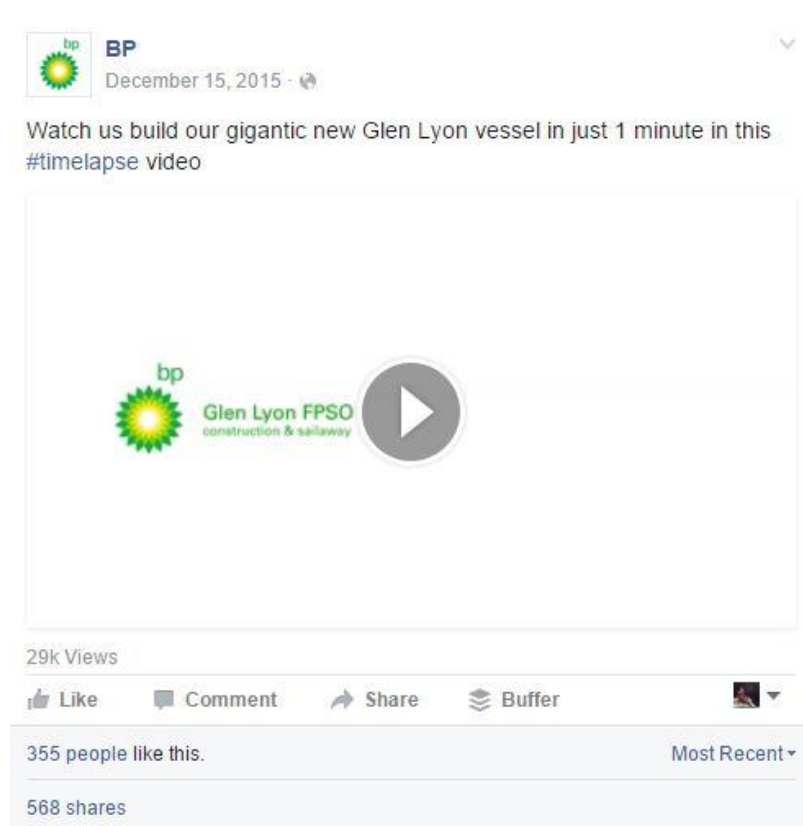 bp
BP
December 15, 2015 ·
Watch us build our gigantic new Glen Lyon vessel in just 1 minute in this
#timelapse video
bp
Glen Lyon FPSO
construction & sailaway
29k Views
Like Comment Share Buffer
355 people like this. Most Recent
568 shares